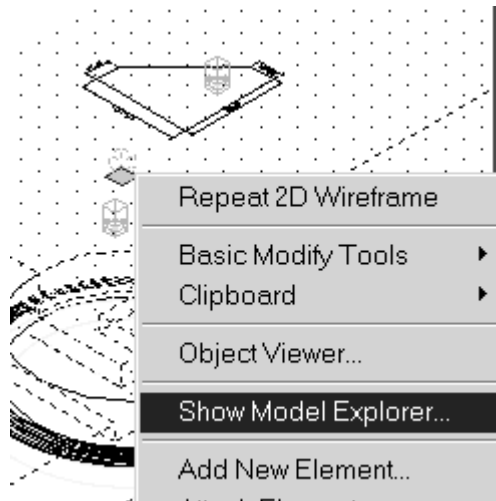 Repeat 2D Wireframe
Basic Modify Tools
Clipboard
Object Viewer...
Show Model Explorer...
Add New Element...